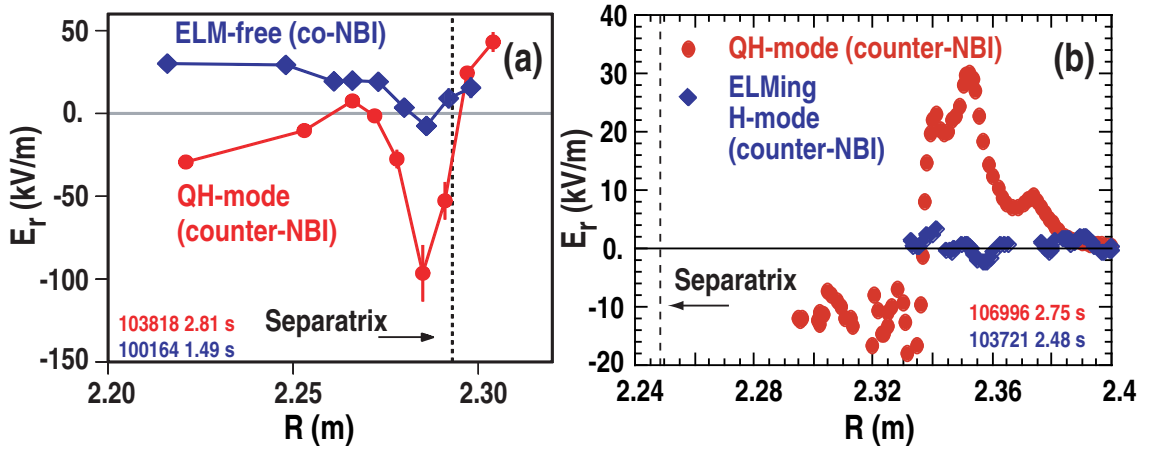 50
0.
-50
-100
-150
E_r (kV/m)
ELM-free (co-NBI)
(a)
QH-mode
(counter-NBI)
Separatrix
103818 2.81 s
100164 1.49 s
2.20
2.25
2.30
R (m)
40
30
20
10
0.
-10
-20
E_r (kV/m)
QH-mode (counter-NBI)
(b)
ELMing
H-mode
(counter-NBI)
Separatrix
106996 2.75 s
103721 2.48 s
2.24
2.28
2.32
2.36
2.4
R (m)